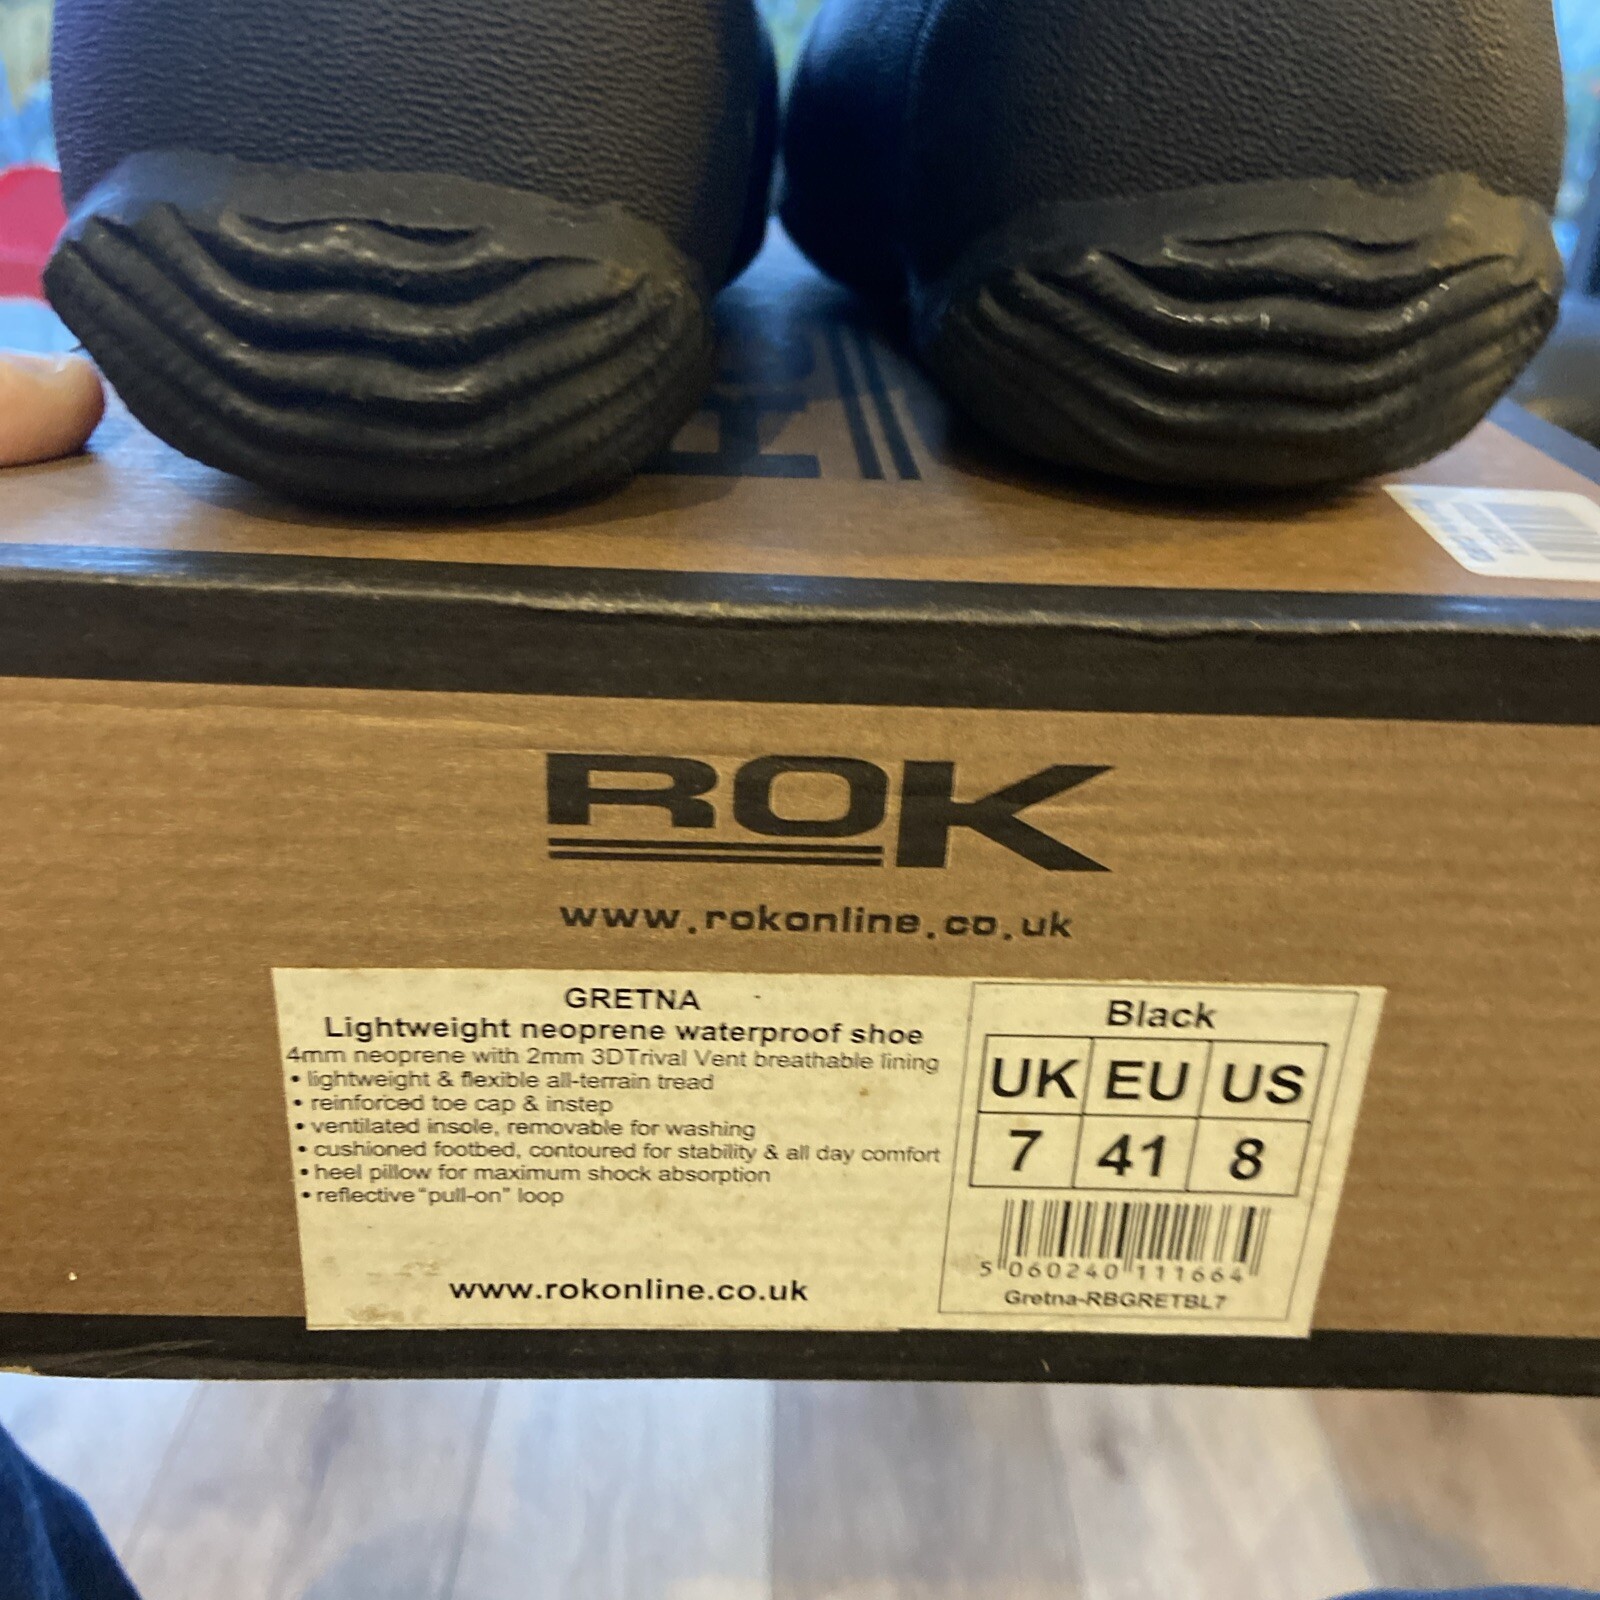 ROK
www.rokonline.co.uk
GRETNA
Lightweight neoprene waterproof shoe
4mm neoprene with 2mm 3DTrival Vent breathable lining
• lightweight & flexible all-terrain tread
• reinforced toe cap & instep
• ventilated insole, removable for washing
• cushioned footbed, contoured for stability & all day comfort
• heel pillow for maximum shock absorption
• reflective "pull-on" loop
www.rokonline.co.uk
Black
UK EU US
7 41 8
5 060240 111664
Gretna-RBGRETBL7